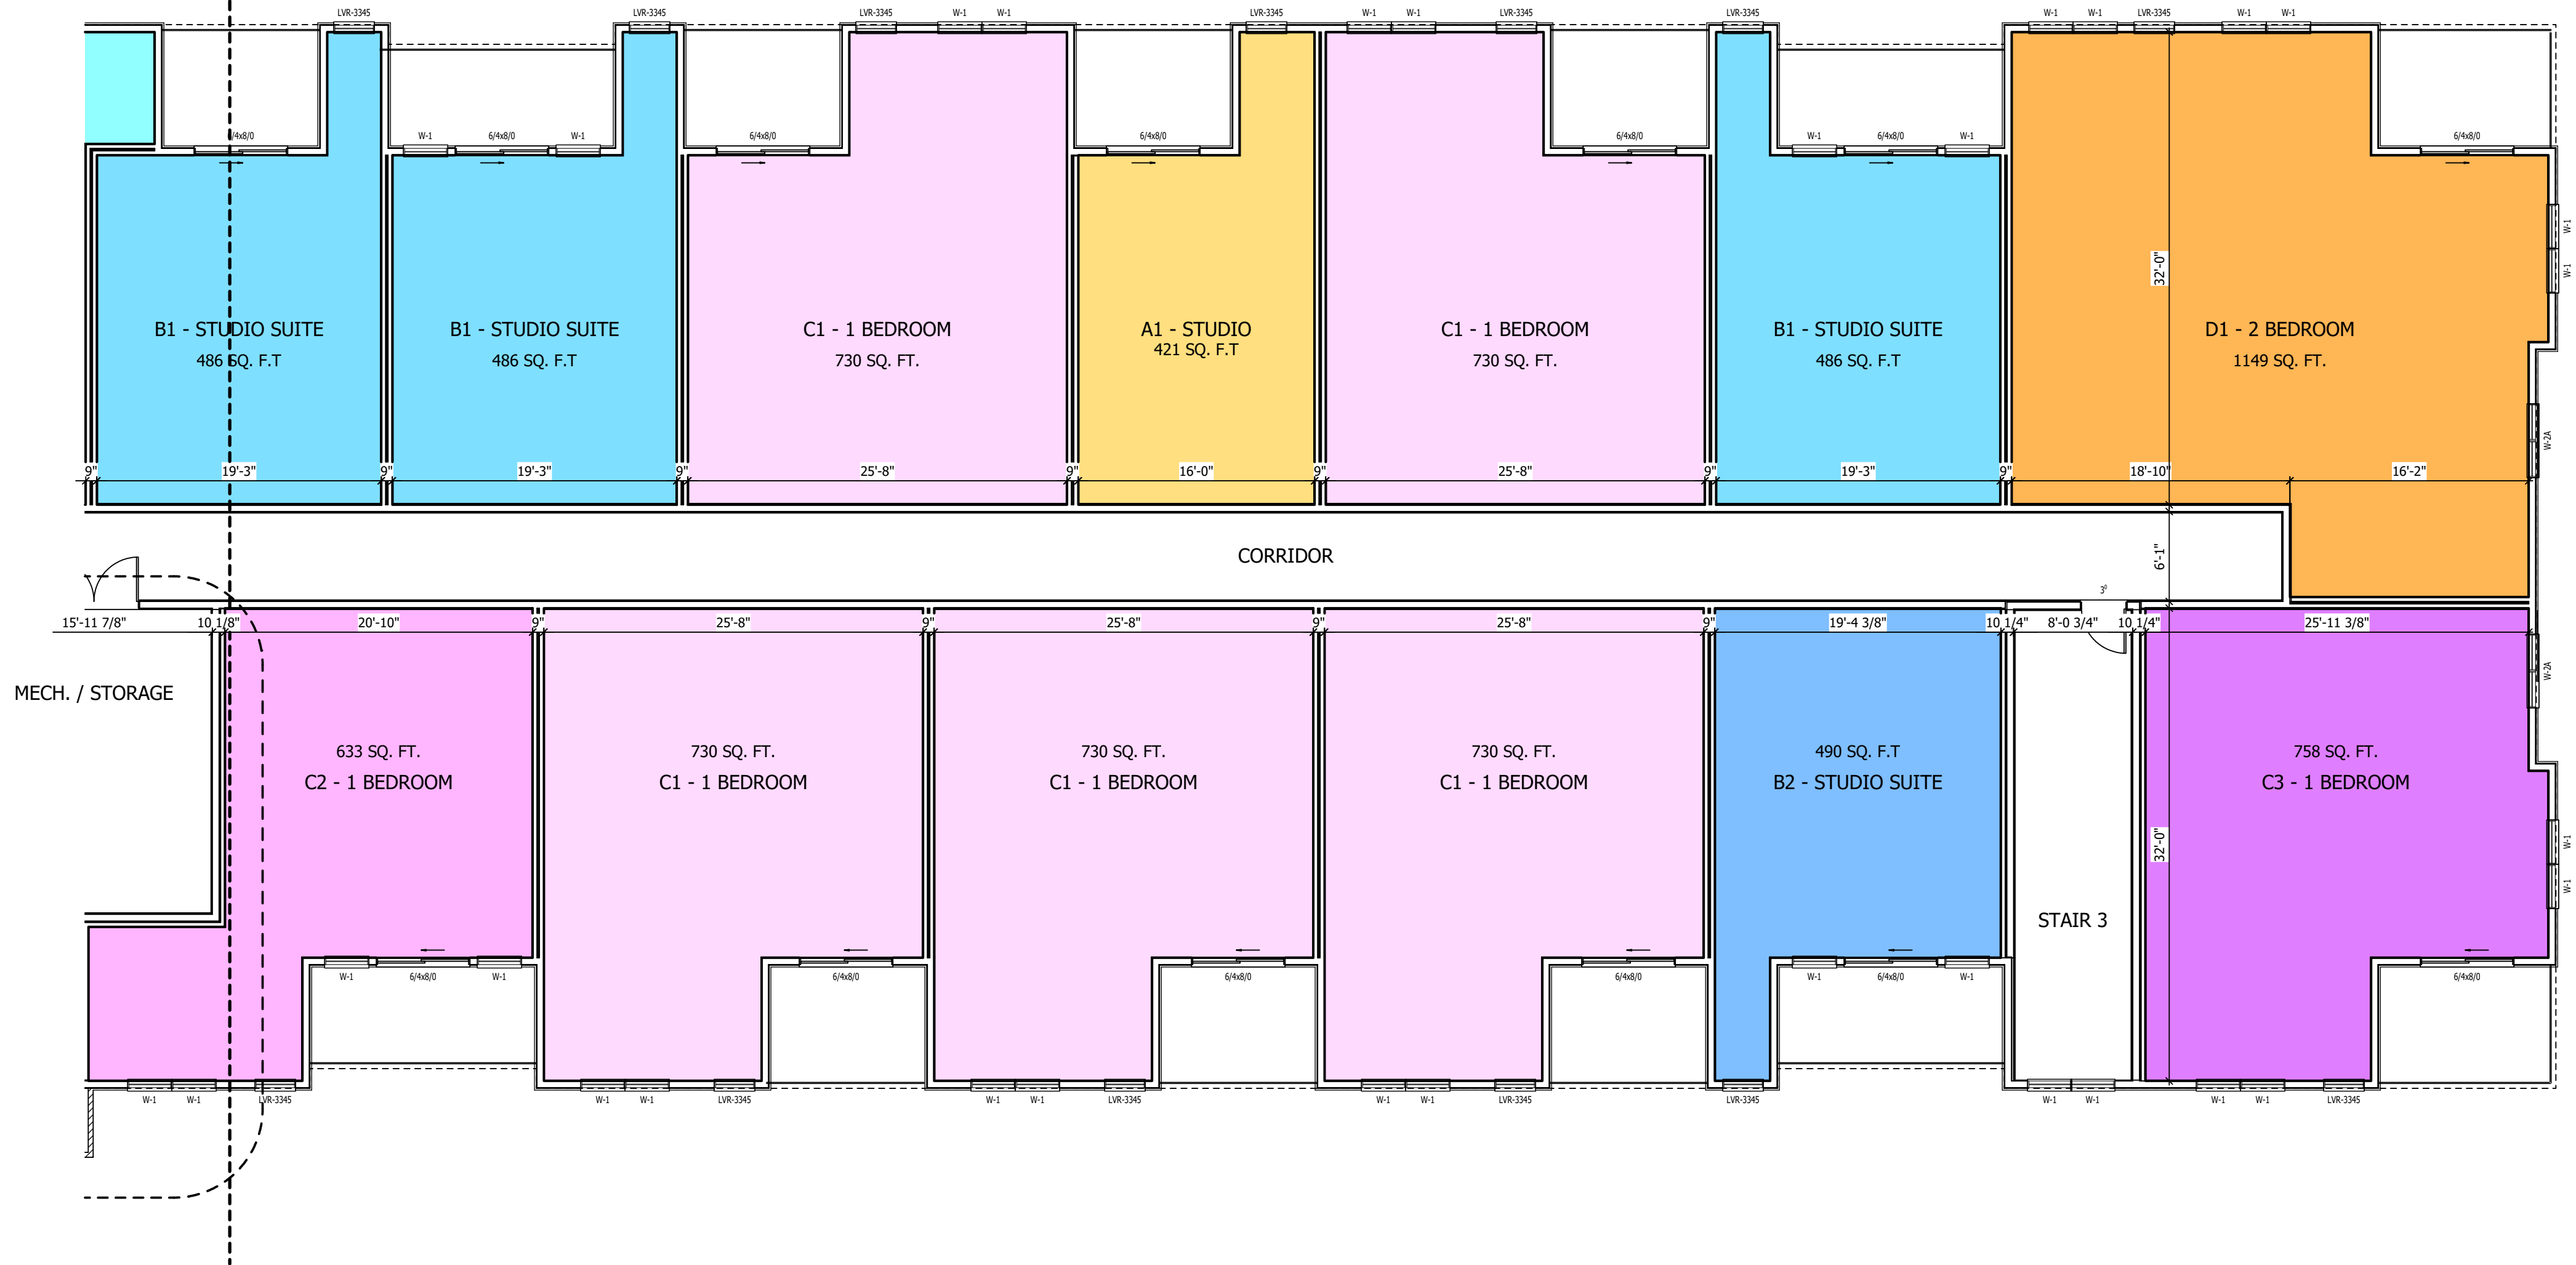 LVR-3345 LVR-3345 LVR-3345 W-1 W-1 LVR-3345 W-1 W-1 LVR-3345 LVR-3345 W-1 W-1 LVR-3345 W-1 W-1
6/4x8/0 W-1 6/4x8/0 W-1 6/4x8/0 6/4x8/0 6/4x8/0 W-1 6/4x8/0 W-1 6/4x8/0
W-1
W-1
32'-0"
B1 - STUDIO SUITE
486 SQ. F.T
B1 - STUDIO SUITE
486 SQ. F.T
C1 - 1 BEDROOM
730 SQ. FT.
A1 - STUDIO
421 SQ. F.T
C1 - 1 BEDROOM
730 SQ. FT.
B1 - STUDIO SUITE
486 SQ. F.T
D1 - 2 BEDROOM
1149 SQ. FT.
W-2A
9" 19'-3" 9" 19'-3" 9" 25'-8" 9" 16'-0" 9" 25'-8" 9" 19'-3" 9" 18'-10" 16'-2"
CORRIDOR
6'-1"
3⁰
15'-11 7/8" 10 1/8" 20'-10" 9" 25'-8" 9" 25'-8" 9" 25'-8" 9" 19'-4 3/8" 10 1/4" 8'-0 3/4" 10 1/4" 25'-11 3/8"
W-2A
MECH. / STORAGE
633 SQ. FT.
C2 - 1 BEDROOM
730 SQ. FT.
C1 - 1 BEDROOM
730 SQ. FT.
C1 - 1 BEDROOM
730 SQ. FT.
C1 - 1 BEDROOM
490 SQ. F.T
B2 - STUDIO SUITE
758 SQ. FT.
C3 - 1 BEDROOM
32'-0"
W-1
W-1
STAIR 3
W-1 6/4x8/0 W-1 6/4x8/0 6/4x8/0 6/4x8/0 W-1 6/4x8/0 W-1 6/4x8/0
W-1 W-1 LVR-3345 W-1 W-1 LVR-3345 W-1 W-1 LVR-3345 W-1 W-1 LVR-3345 LVR-3345 W-1 W-1 W-1 W-1 LVR-3345